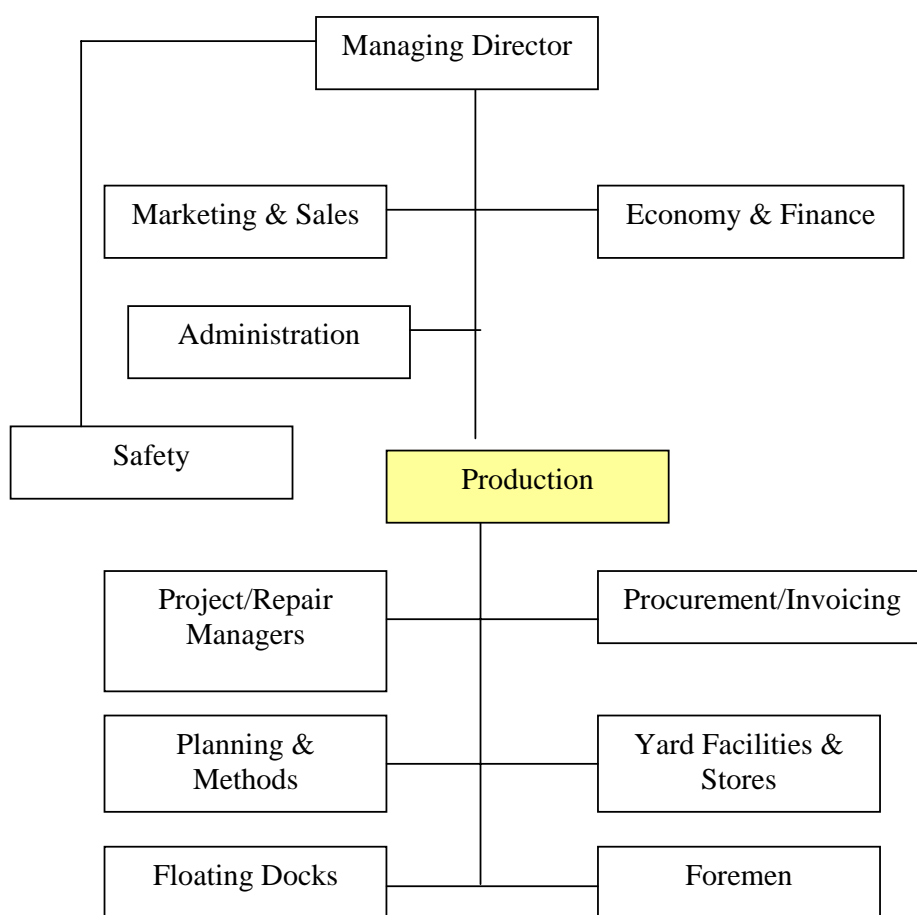 Managing Director
Marketing & Sales
Economy & Finance
Administration
Safety
Production
Project/Repair
Managers
Procurement/Invoicing
Planning &
Methods
Yard Facilities &
Stores
Floating Docks
Foremen